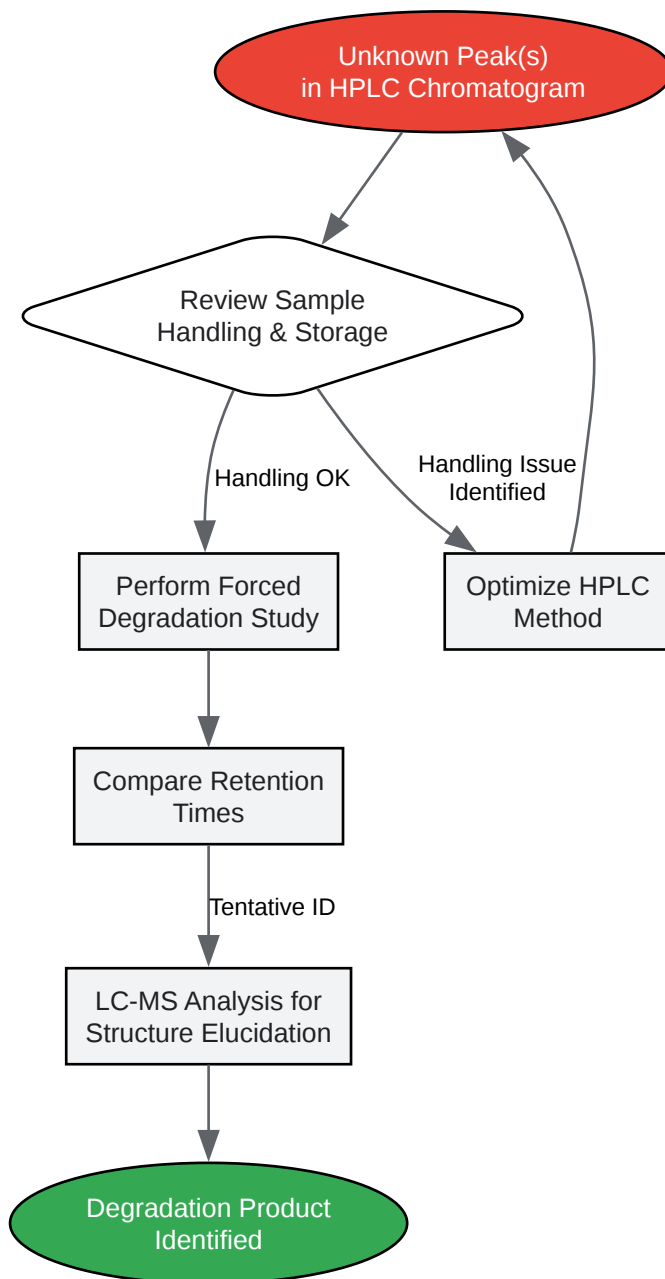 Unknown Peak(s)
in HPLC Chromatogram
Review Sample
Handling & Storage
Handling OK
Handling Issue
Identified
Perform Forced
Degradation Study
Optimize HPLC
Method
Compare Retention
Times
Tentative ID
LC-MS Analysis for
Structure Elucidation
Degradation Product
Identified